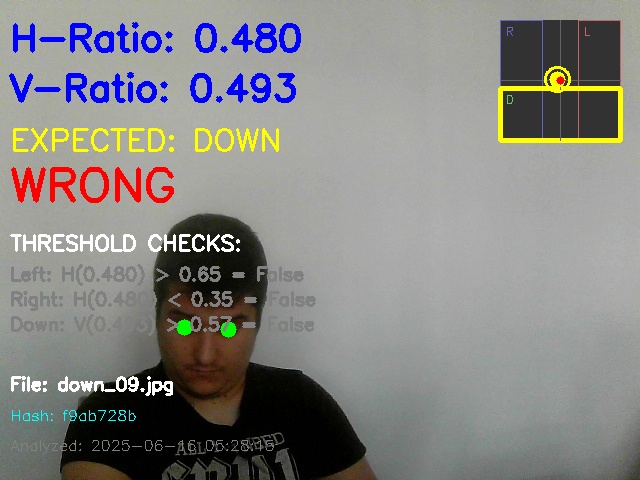 H-Ratio: 0.480
V-Ratio: 0.493
EXPECTED: DOWN
WRONG
THRESHOLD CHECKS:
Left: H(0.480) > 0.65 = False
Right: H(0.480) < 0.35 = False
Down: V(0.493) > 0.57 = False
File: down_09.jpg
Hash: f9ab728b
Analyzed: 2025-06-16 05:28:15
R
L
D